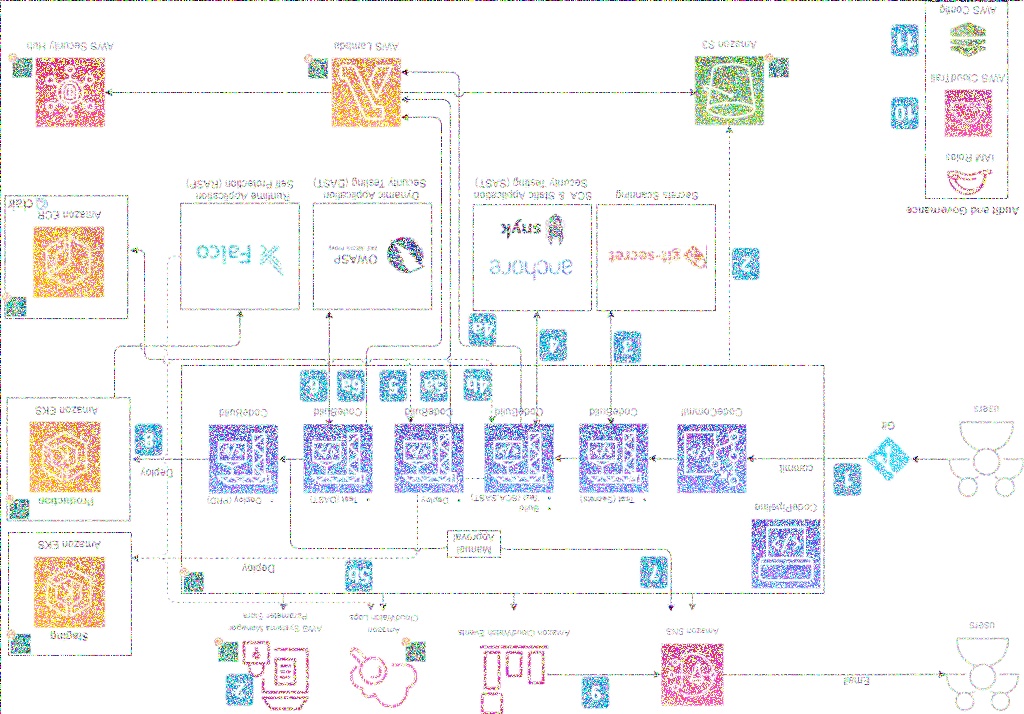 users
Email
Amazon SNS
9
Amazon CloudWatch Events
Amazon
CloudWatch Logs
2
AWS Systems Manager
Parameter Store
Staging
Amazon EKS
7
5b
Deploy
Manual
Approval
CodePipeline
users
Git
1
commit
CodeCommit
Test (Secrets)
CodeBuild
Build
Test (SCA,SAST)
CodeBuild
Deploy
CodeBuild
Test (DAST)
CodeBuild
Deploy (PRD)
CodeBuild
Deploy
8
Production
Amazon EKS
3
4
4a
4b
5
5a
6a
6
2
git-secret
Secrets Scanning
anchore
snyk
SCA & Static Application
Security Testing (SAST)
OWASP
Dynamic Application
Security Testing (DAST)
Falco
Runtime Application
Self Protection (RASP)
Amazon ECR
Clair
Audit and Governance
IAM Roles
10
AWS CloudTrail
11
AWS Config
Amazon S3
AWS Lambda
AWS Security Hub